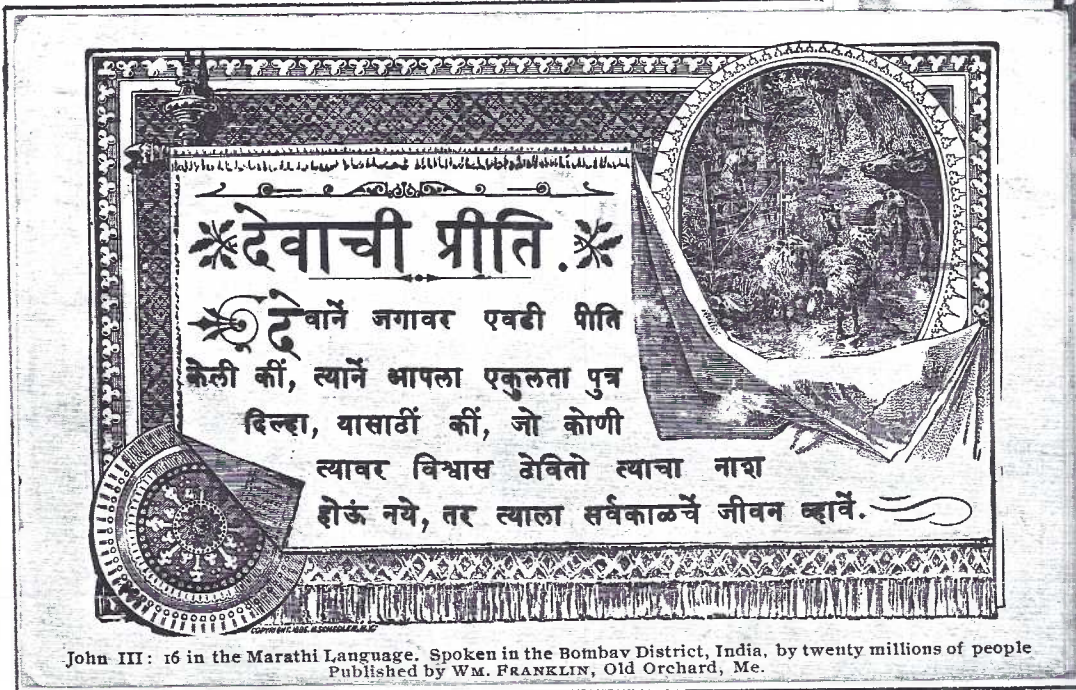 देवाची प्रीति.
देवानें जगावर एवढी प्रीति
केली कीं, त्यानें आपला एकुलता पुत्र
दिल्हा, यासाठीं कीं, जो कोणी
त्यावर विश्वास ठेवितो त्याचा नाश
होऊं नये, तर त्याला सर्वकाळचें जीवन व्हावें.
John III: 16 in the Marathi Language. Spoken in the Bombay District, India, by twenty millions of people
Published by WM. FRANKLIN, Old Orchard, Me.